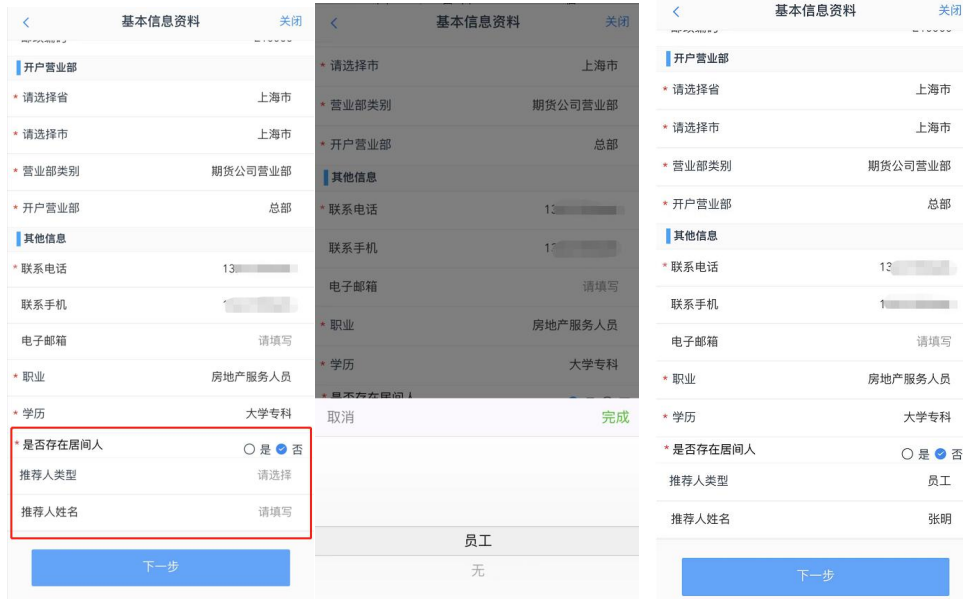 基本信息资料 关闭
开户营业部
* 请选择省 上海市
* 请选择市 上海市
* 营业部类别 期货公司营业部
* 开户营业部 总部
其他信息
* 联系电话 13
联系手机
电子邮箱 请填写
* 职业 房地产服务人员
* 学历 大学专科
* 是否存在居间人 是 否
推荐人类型 请选择
推荐人姓名 请填写
下一步
基本信息资料 关闭
* 请选择市 上海市
* 营业部类别 期货公司营业部
* 开户营业部 总部
其他信息
* 联系电话 13
联系手机 13
电子邮箱 请填写
* 职业 房地产服务人员
* 学历 大学专科
* 是否存在居间人
取消 完成
员工
无
基本信息资料 关闭
开户营业部
* 请选择省 上海市
* 请选择市 上海市
* 营业部类别 期货公司营业部
* 开户营业部 总部
其他信息
* 联系电话 13
联系手机 1
电子邮箱 请填写
* 职业 房地产服务人员
* 学历 大学专科
* 是否存在居间人 是 否
推荐人类型 员工
推荐人姓名 张明
下一步